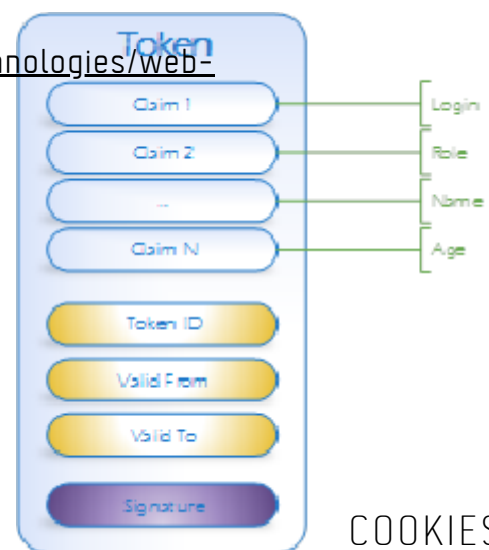 Token
hnologies/web-
Claim 1 Login
Claim 2 Role
... Name
Claim N Age
Token ID
Valid From
Valid To
Signature
COOKIES